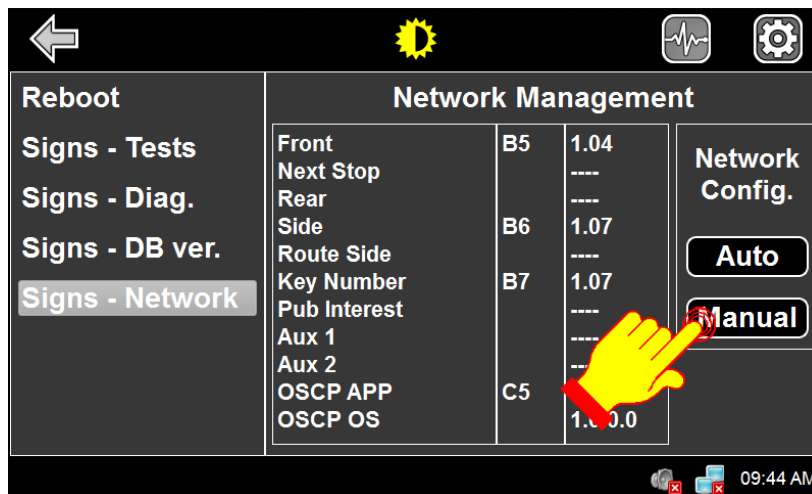 Reboot
Signs - Tests
Signs - Diag.
Signs - DB ver.
Signs - Network
Network Management
Front B5 1.04
Next Stop ----
Rear ----
Side B6 1.07
Route Side ----
Key Number B7 1.07
Pub Interest ----
Aux 1 ----
Aux 2
OSCP APP C5
OSCP OS
Network
Config.
Auto
Manual
09:44 AM